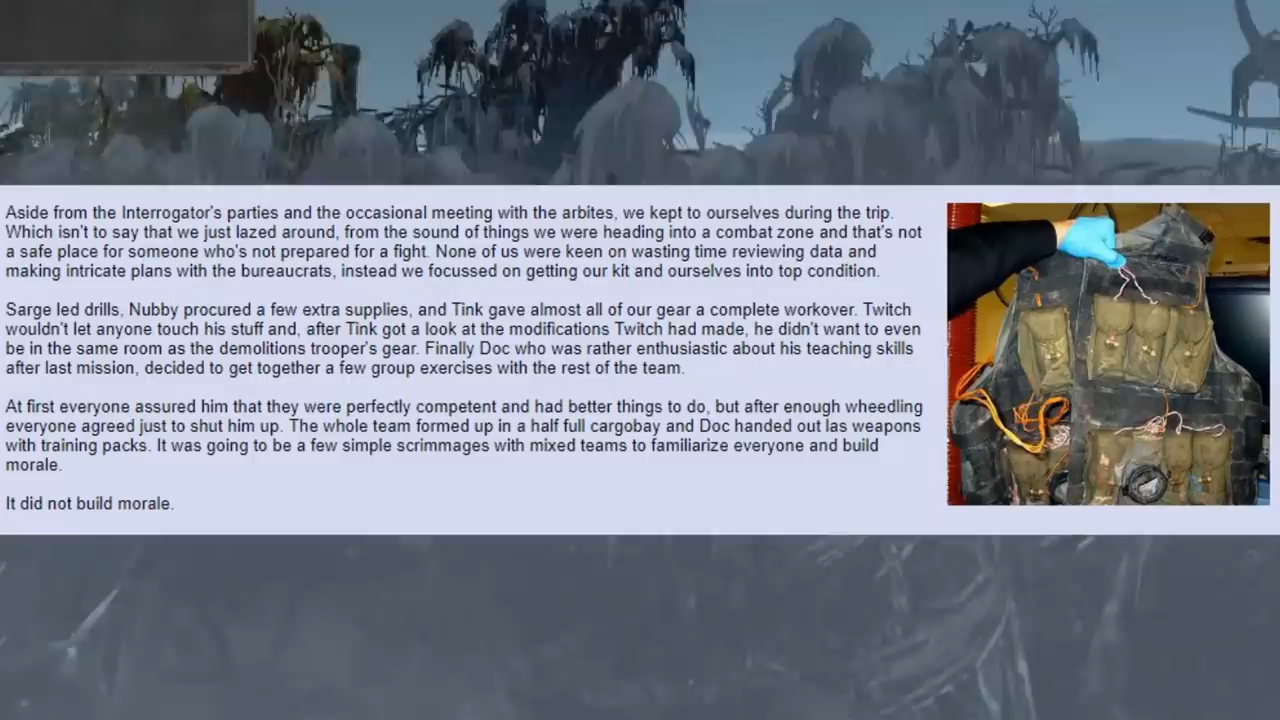 Aside from the Interrogator's parties and the occasional meeting with the arbites, we kept to ourselves during the trip.
Which isn't to say that we just lazed around, from the sound of things we were heading into a combat zone and that's not
a safe place for someone who's not prepared for a fight. None of us were keen on wasting time reviewing data and
making intricate plans with the bureaucrats, instead we focussed on getting our kit and ourselves into top condition.
Sarge led drills, Nubby procured a few extra supplies, and Tink gave almost all of our gear a complete workover. Twitch
wouldn't let anyone touch his stuff and, after Tink got a look at the modifications Twitch had made, he didn't want to even
be in the same room as the demolitions trooper's gear. Finally Doc who was rather enthusiastic about his teaching skills
after last mission, decided to get together a few group exercises with the rest of the team.
At first everyone assured him that they were perfectly competent and had better things to do, but after enough wheedling
everyone agreed just to shut him up. The whole team formed up in a half full cargobay and Doc handed out las weapons
with training packs. It was going to be a few simple scrimmages with mixed teams to familiarize everyone and build
morale.
It did not build morale.